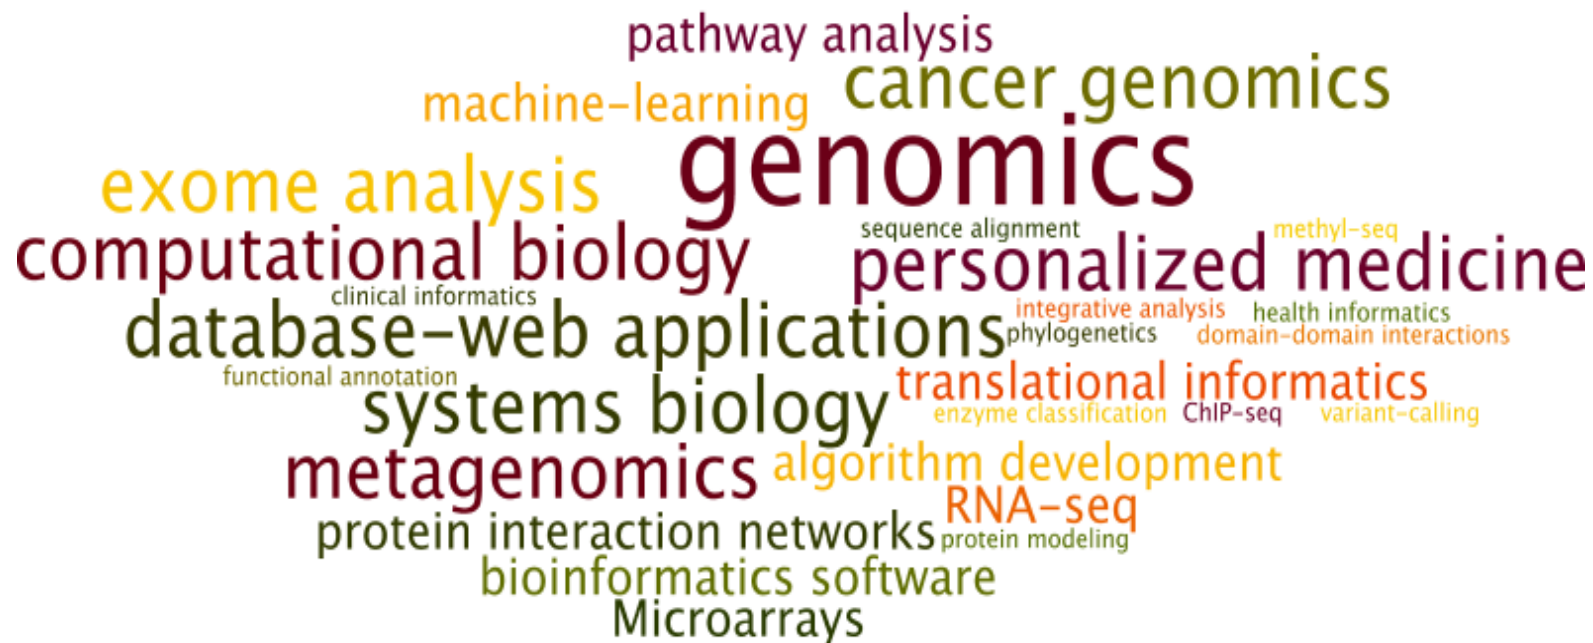 pathway analysis
cancer genomics
machine-learning
genomics
exome analysis
sequence alignment
methyl-seq
computational biology
personalized medicine
clinical informatics
integrative analysis
health informatics
database-web applications
phylogenetics
domain-domain interactions
functional annotation
translational informatics
systems biology
enzyme classification
ChIP-seq
variant-calling
metagenomics
algorithm development
RNA-seq
protein interaction networks
protein modeling
bioinformatics software
Microarrays